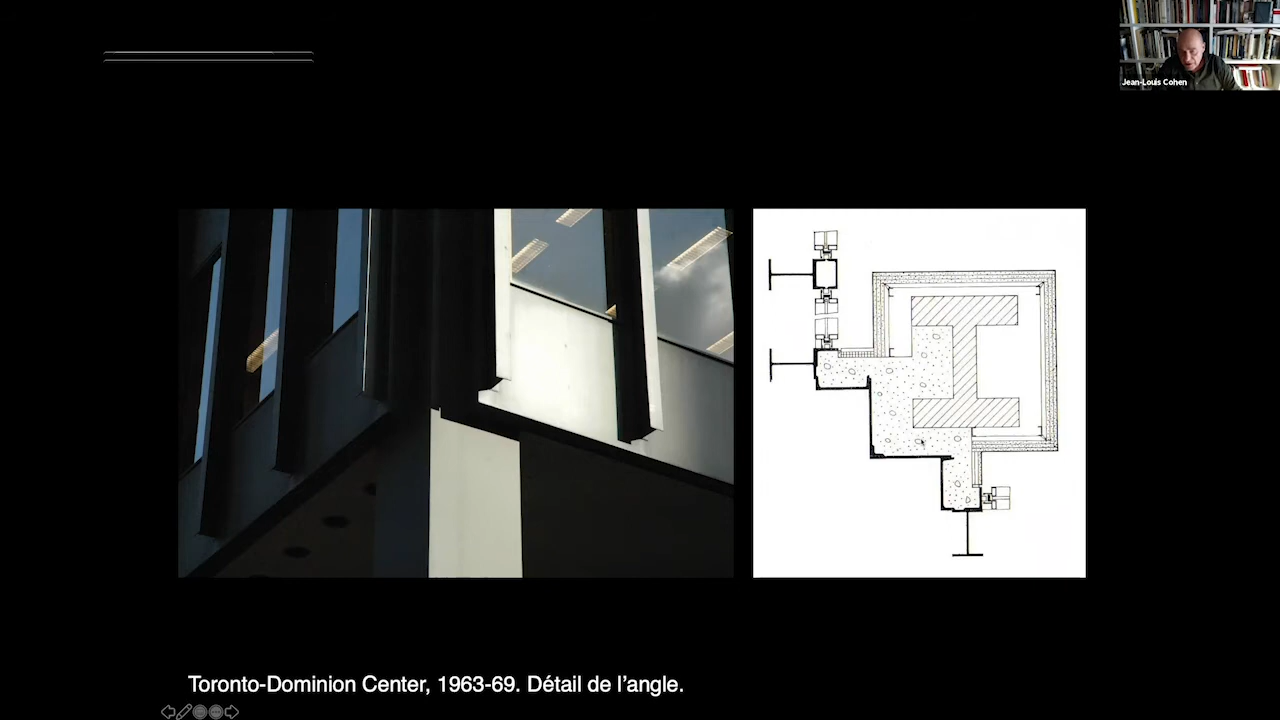 Jean-Louis Cohen
Toronto-Dominion Center, 1963-69. Détail de l’angle.